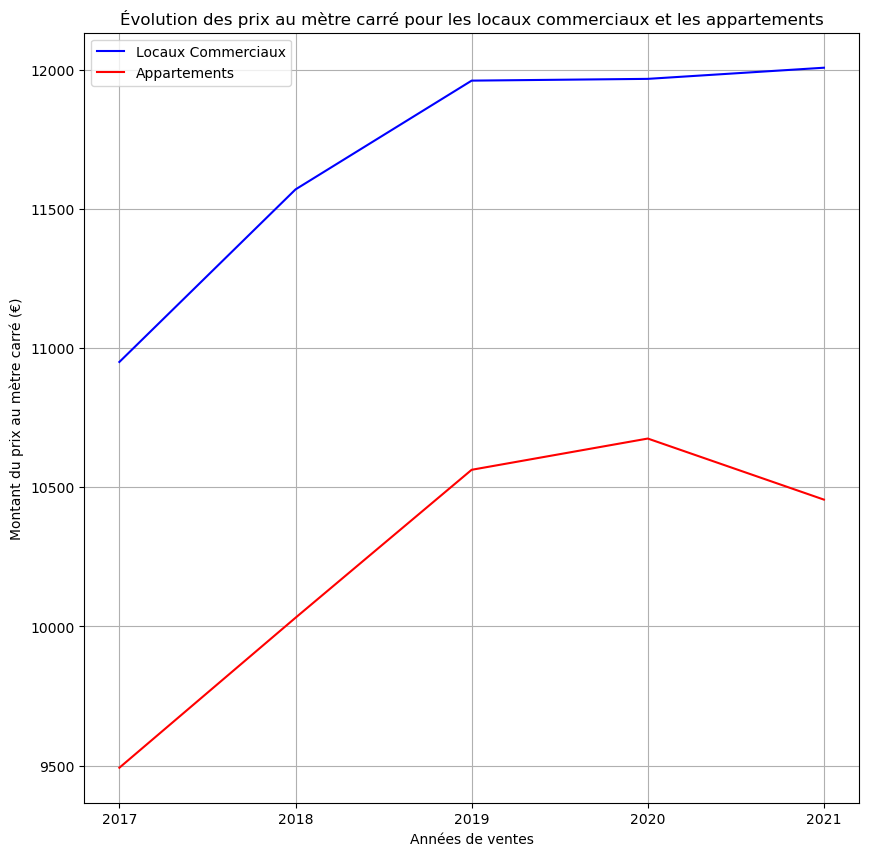 Évolution des prix au mètre carré pour les locaux commerciaux et les appartements
Locaux Commerciaux
Appartements
Montant du prix au mètre carré (€)
12000
11500
11000
10500
10000
9500
2017 2018 2019 2020 2021
Années de ventes